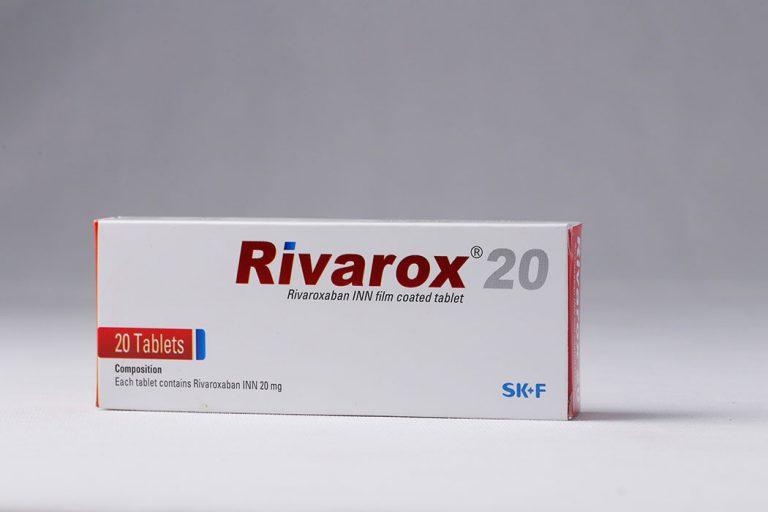 Rivarox® 20
Rivaroxaban INN film coated tablet
20 Tablets
Composition
Each tablet contains Rivaroxaban INN 20 mg
SK+F